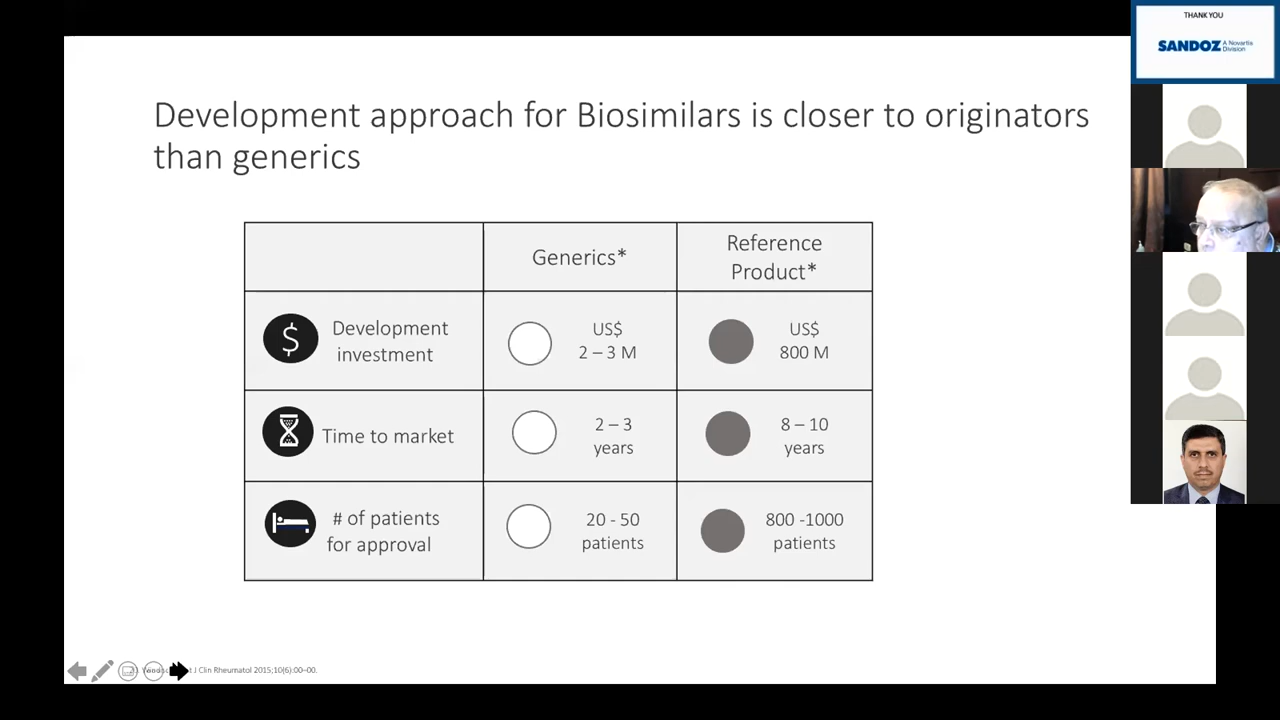 THANK YOU
SANDOZ A Novartis
Division
Development approach for Biosimilars is closer to originators
than generics
Generics*
Reference
Product*
$
Development
investment
US$
2 – 3 M
US$
800 M
Time to market
2 – 3
years
8 – 10
years
# of patients
for approval
20 - 50
patients
800 -1000
patients
J Clin Rheumatol 2015;10(6):00–00.